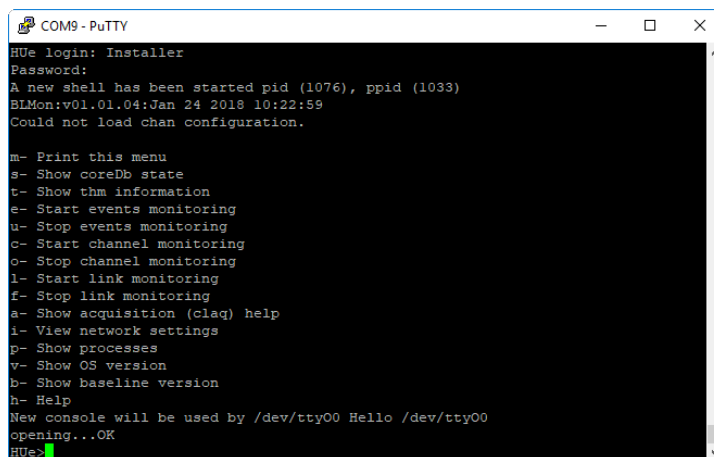 COM9 - PuTTY
HUe login: Installer
Password:
A new shell has been started pid (1076), ppid (1033)
BLMon:v01.01.04:Jan 24 2018 10:22:59
Could not load chan configuration.
m- Print this menu
s- Show coreDb state
t- Show thm information
e- Start events monitoring
u- Stop events monitoring
c- Start channel monitoring
o- Stop channel monitoring
l- Start link monitoring
f- Stop link monitoring
a- Show acquisition (claq) help
i- View network settings
p- Show processes
v- Show OS version
b- Show baseline version
h- Help
New console will be used by /dev/ttyO0 Hello /dev/ttyO0
opening...OK
HUe>